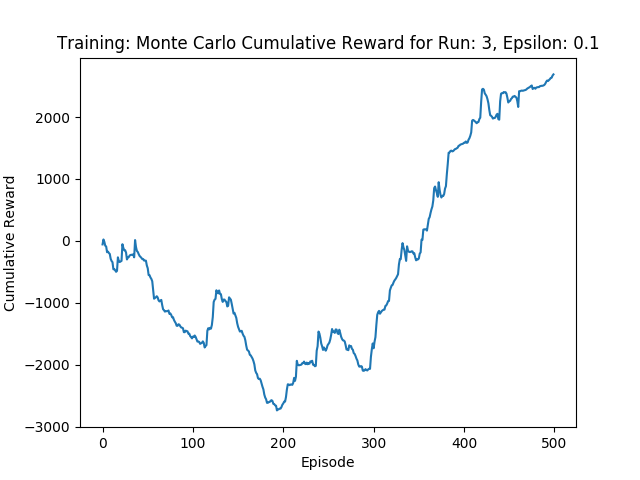 Training: Monte Carlo Cumulative Reward for Run: 3, Epsilon: 0.1
2000
1000
0
−1000
−2000
−3000
Cumulative Reward
0 100 200 300 400 500
Episode